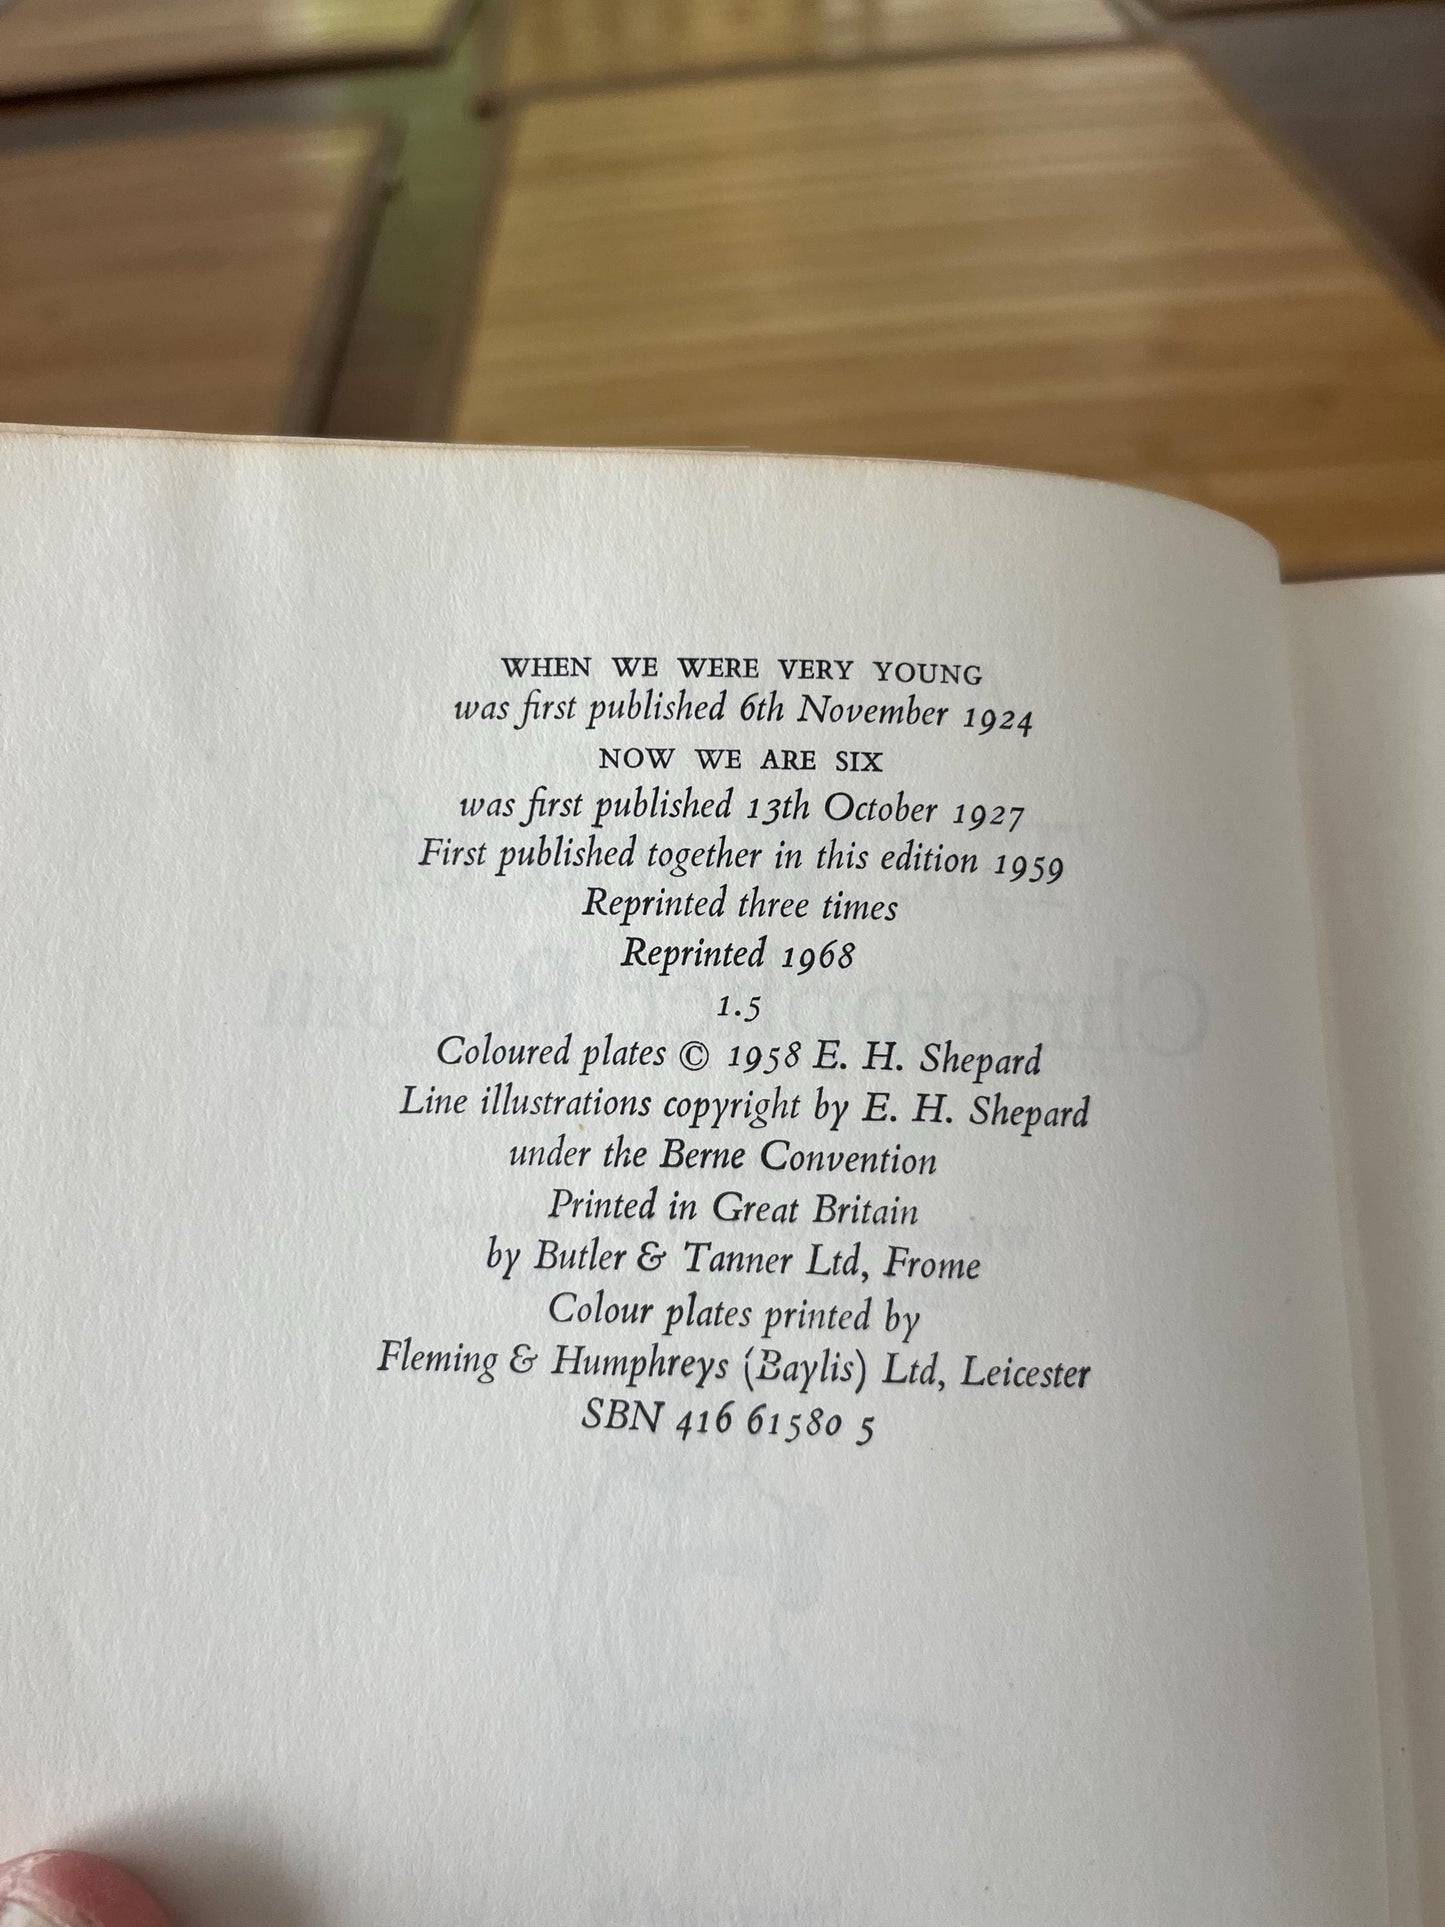 WHEN WE WERE VERY YOUNG
was first published 6th November 1924
NOW WE ARE SIX
was first published 13th October 1927
First published together in this edition 1959
Reprinted three times
Reprinted 1968
1.5
Coloured plates © 1958 E. H. Shepard
Line illustrations copyright by E. H. Shepard
under the Berne Convention
Printed in Great Britain
by Butler & Tanner Ltd, Frome
Colour plates printed by
Fleming & Humphreys (Baylis) Ltd, Leicester
SBN 416 61580 5